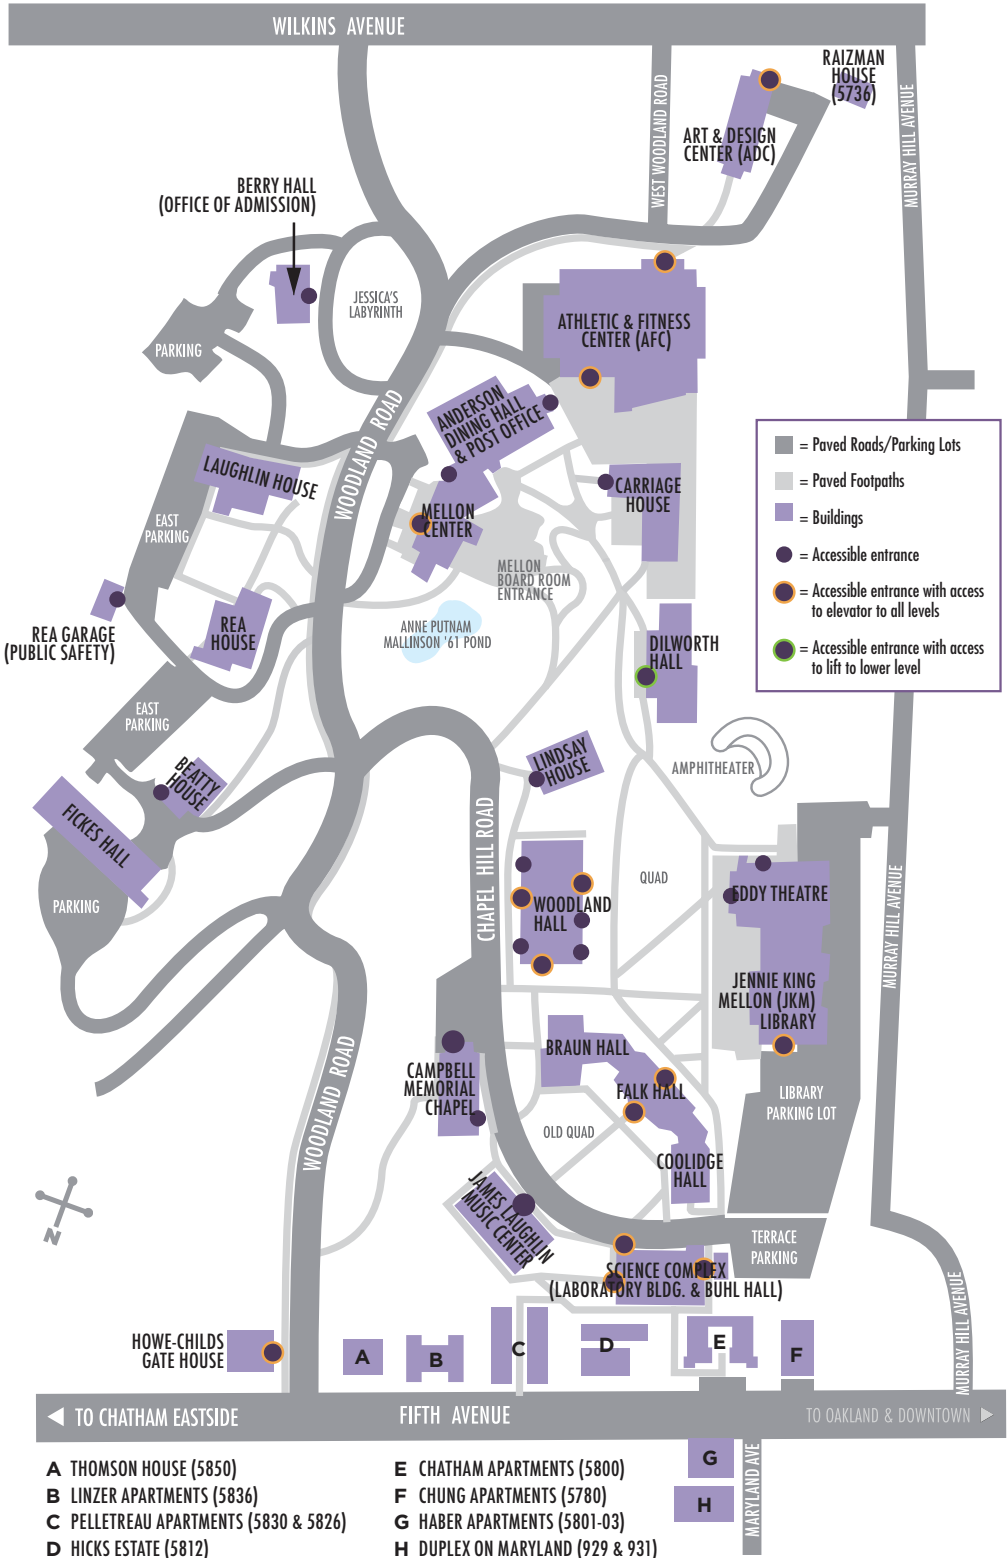 WILKINS AVENUE
RAIZMAN
HOUSE
(5736)
WEST WOODLAND ROAD
MURRAY HILL AVENUE
ART & DESIGN
CENTER (ADC)
BERRY HALL
(OFFICE OF ADMISSION)
JESSICA'S
LABYRINTH
PARKING
ATHLETIC & FITNESS
CENTER (AFC)
WOODLAND ROAD
ANDERSON
DINING HALL
& POST OFFICE
LAUGHLIN HOUSE
MELLON
CENTER
CARRIAGE
HOUSE
= Paved Roads/Parking Lots
= Paved Footpaths
= Buildings
= Accessible entrance
= Accessible entrance with access
to elevator to all levels
= Accessible entrance with access
to lift to lower level
EAST
PARKING
MELLON
BOARD ROOM
ENTRANCE
REA GARAGE
(PUBLIC SAFETY)
REA
HOUSE
ANNE PUTNAM
MALLINSON '61 POND
DILWORTH
HALL
EAST
PARKING
BEATTY
HOUSE
LINDSAY
HOUSE
AMPHITHEATER
FICKES HALL
CHAPEL HILL ROAD
QUAD
EDDY THEATRE
PARKING
WOODLAND
HALL
MURRAY HILL AVENUE
JENNIE KING
MELLON (JKM)
LIBRARY
WOODLAND ROAD
BRAUN HALL
CAMPBELL
MEMORIAL
CHAPEL
FALK HALL
LIBRARY
PARKING LOT
OLD QUAD
COOLIDGE
HALL
JAMES LAUGHLIN
MUSIC CENTER
N
TERRACE
PARKING
SCIENCE COMPLEX
(LABORATORY BLDG. & BUHL HALL)
MURRAY HILL AVENUE
HOWE-CHILDS
GATE HOUSE
A
B
C
D
E
F
TO CHATHAM EASTSIDE
FIFTH AVENUE
TO OAKLAND & DOWNTOWN
G
H
MARYLAND AVE
A THOMSON HOUSE (5850)
B LINZER APARTMENTS (5836)
C PELLETREAU APARTMENTS (5830 & 5826)
D HICKS ESTATE (5812)
E CHATHAM APARTMENTS (5800)
F CHUNG APARTMENTS (5780)
G HABER APARTMENTS (5801-03)
H DUPLEX ON MARYLAND (929 & 931)